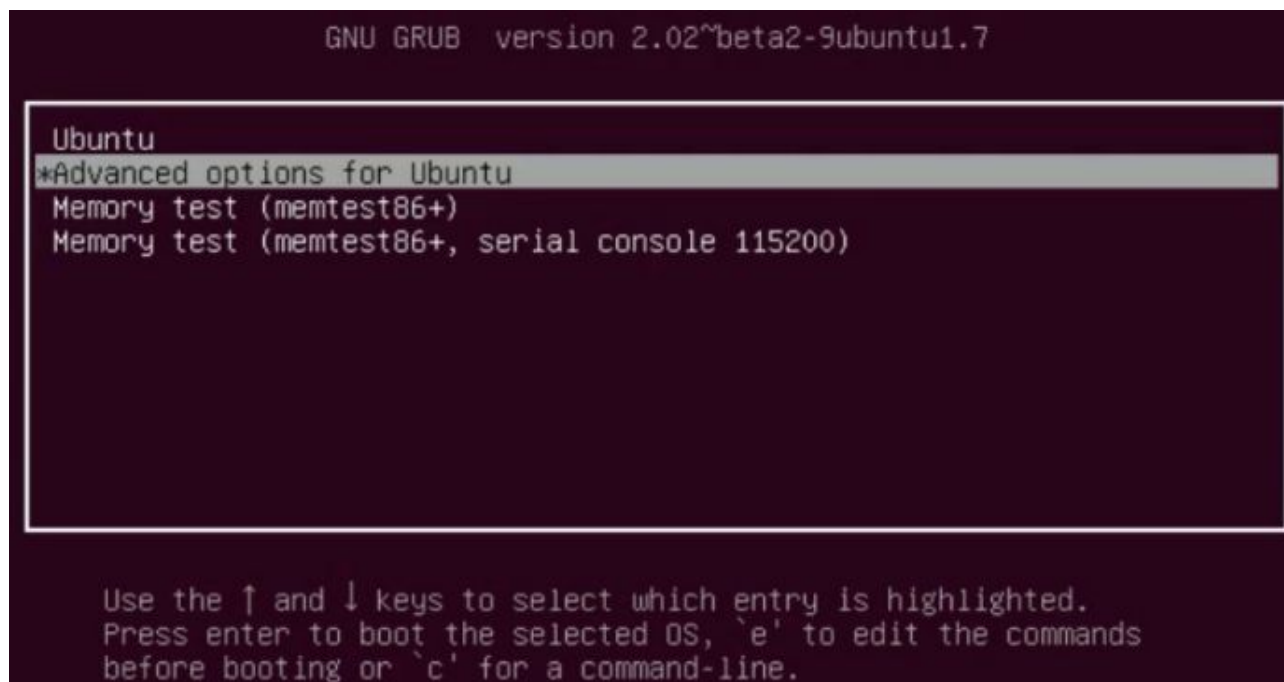 GNU GRUB version 2.02~beta2-9ubuntu1.7
Ubuntu
*Advanced options for Ubuntu
Memory test (memtest86+)
Memory test (memtest86+, serial console 115200)
Use the ↑ and ↓ keys to select which entry is highlighted.
Press enter to boot the selected OS, `e' to edit the commands
before booting or `c' for a command-line.